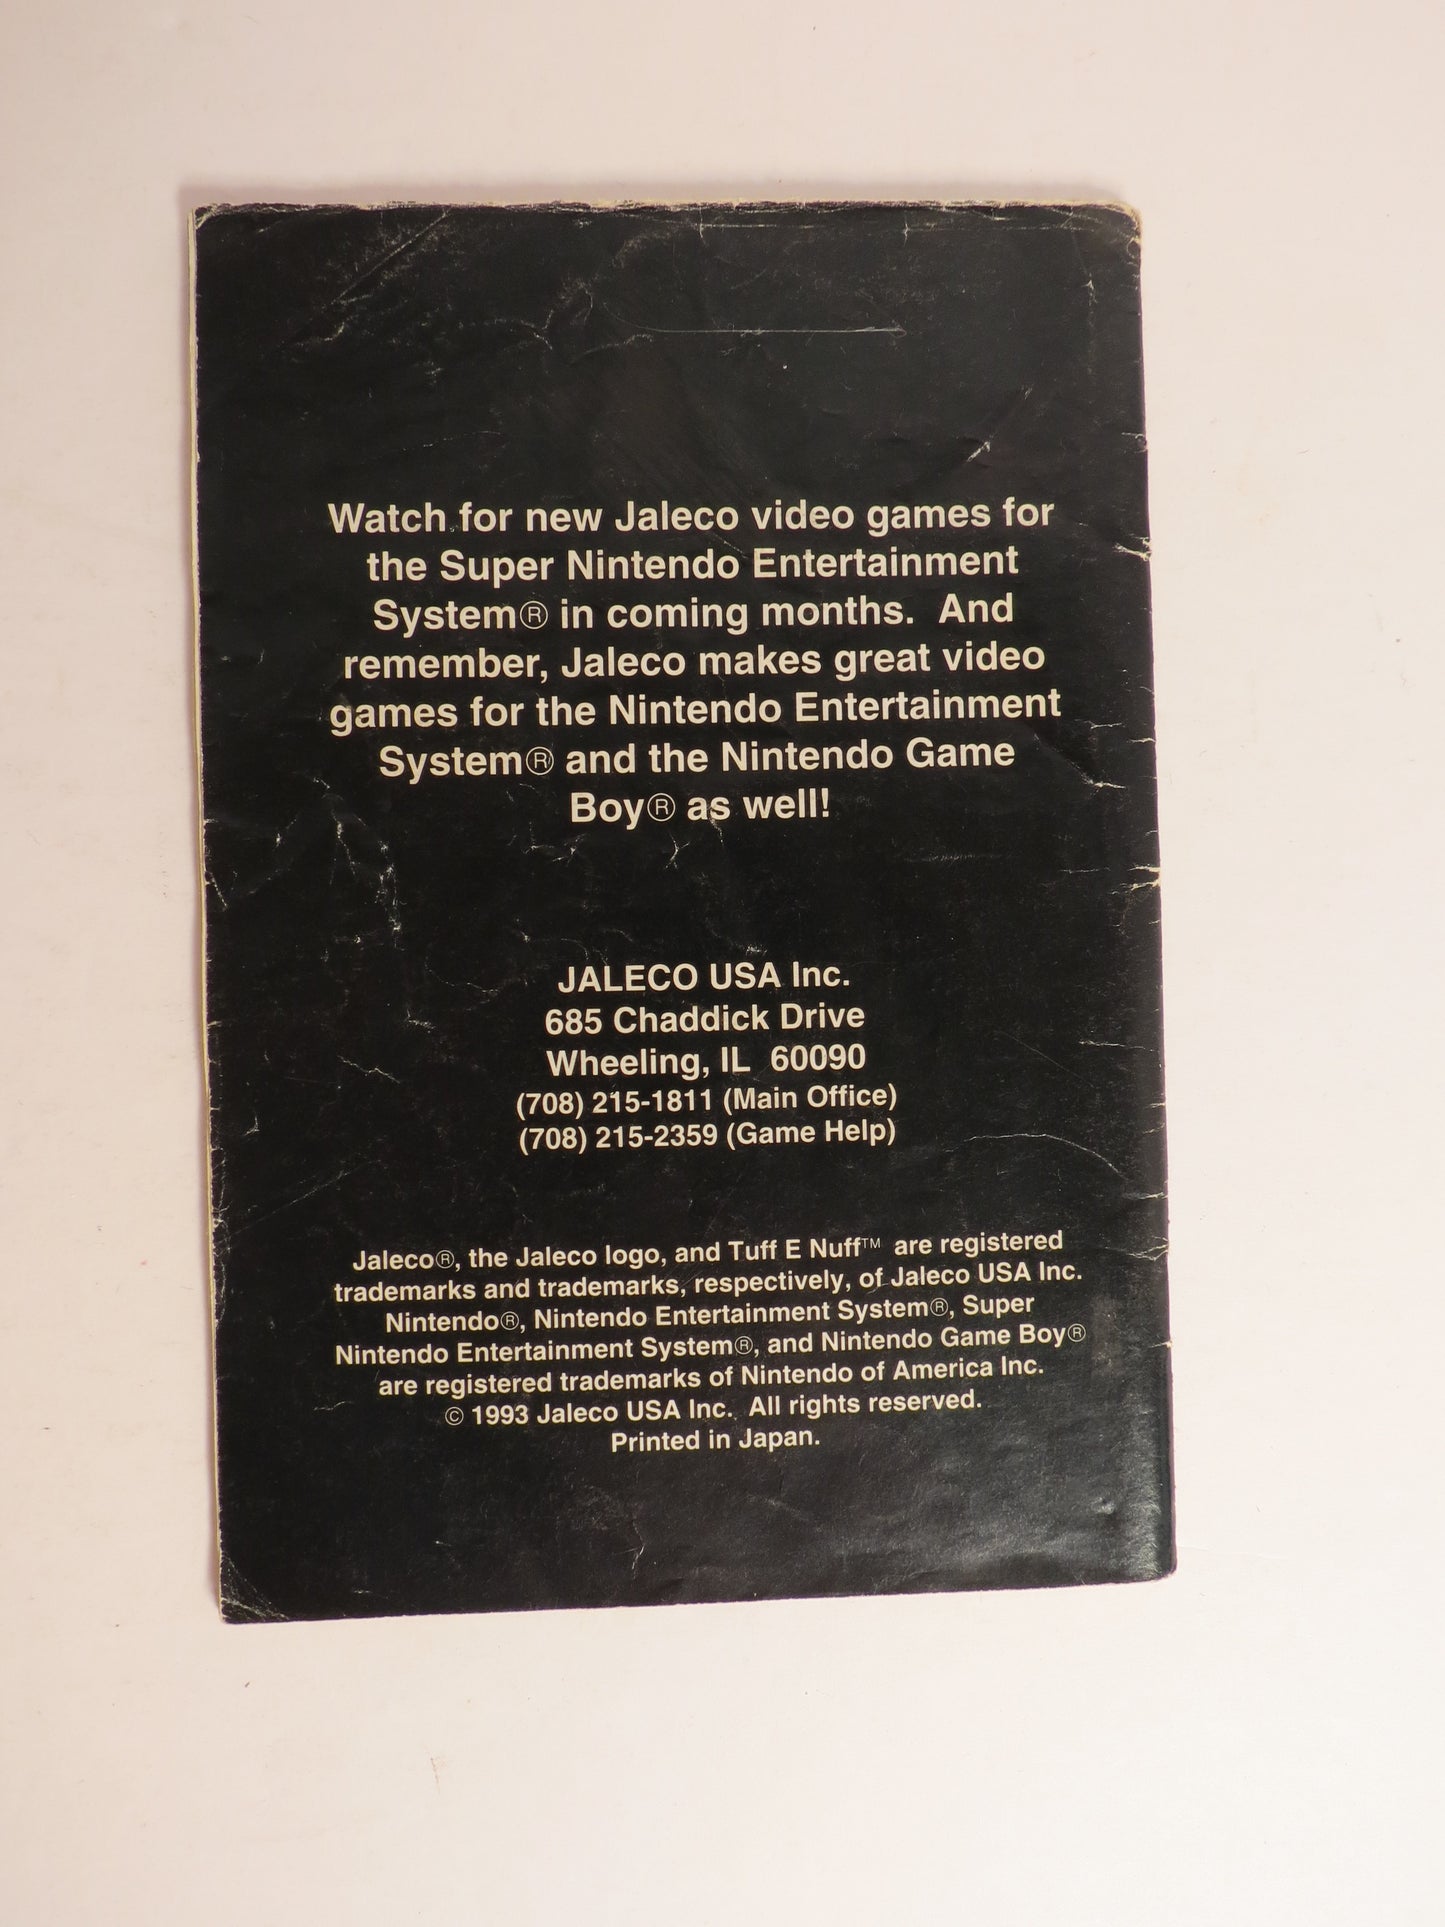 Watch for new Jaleco video games for
the Super Nintendo Entertainment
System® in coming months.  And
remember, Jaleco makes great video
games for the Nintendo Entertainment
System® and the Nintendo Game
Boy® as well!
JALECO USA Inc.
685 Chaddick Drive
Wheeling, IL  60090
(708) 215-1811 (Main Office)
(708) 215-2359 (Game Help)
Jaleco®, the Jaleco logo, and Tuff E Nuff™ are registered
trademarks and trademarks, respectively, of Jaleco USA Inc.
Nintendo®, Nintendo Entertainment System®, Super
Nintendo Entertainment System®, and Nintendo Game Boy®
are registered trademarks of Nintendo of America Inc.
© 1993 Jaleco USA Inc.  All rights reserved.
Printed in Japan.